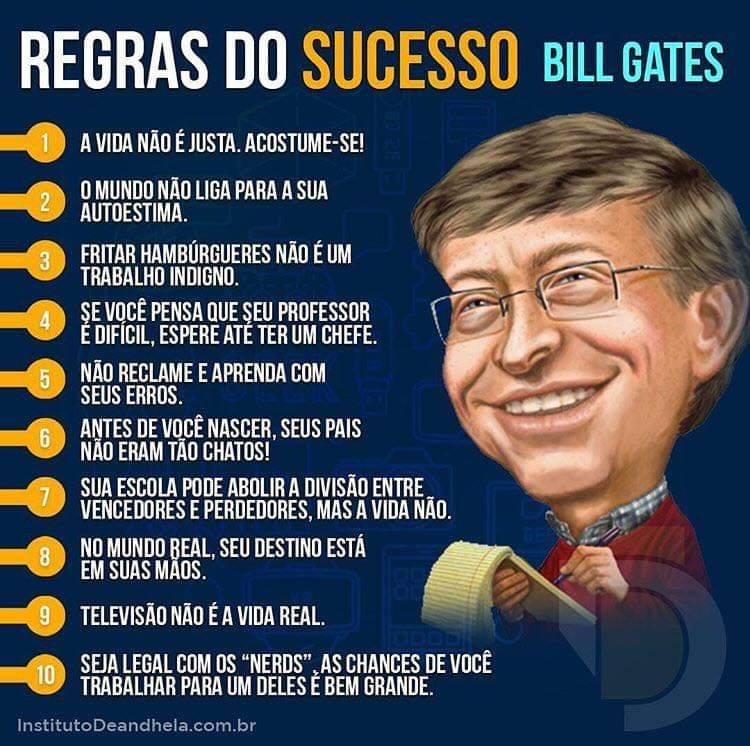 REGRAS DO SUCESSO BILL GATES
1 A VIDA NÃO É JUSTA. ACOSTUME-SE!
2 O MUNDO NÃO LIGA PARA A SUA
AUTOESTIMA.
3 FRITAR HAMBÚRGUERES NÃO É UM
TRABALHO INDIGNO.
4 SE VOCÊ PENSA QUE SEU PROFESSOR
É DIFÍCIL, ESPERE ATÉ TER UM CHEFE.
5 NÃO RECLAME E APRENDA COM
SEUS ERROS.
6 ANTES DE VOCÊ NASCER, SEUS PAIS
NÃO ERAM TÃO CHATOS!
7 SUA ESCOLA PODE ABOLIR A DIVISÃO ENTRE
VENCEDORES E PERDEDORES, MAS A VIDA NÃO.
8 NO MUNDO REAL, SEU DESTINO ESTÁ
EM SUAS MÃOS.
9 TELEVISÃO NÃO É A VIDA REAL.
10 SEJA LEGAL COM OS “NERDS”. AS CHANCES DE VOCÊ
TRABALHAR PARA UM DELES É BEM GRANDE.
InstitutoDeandhela.com.br